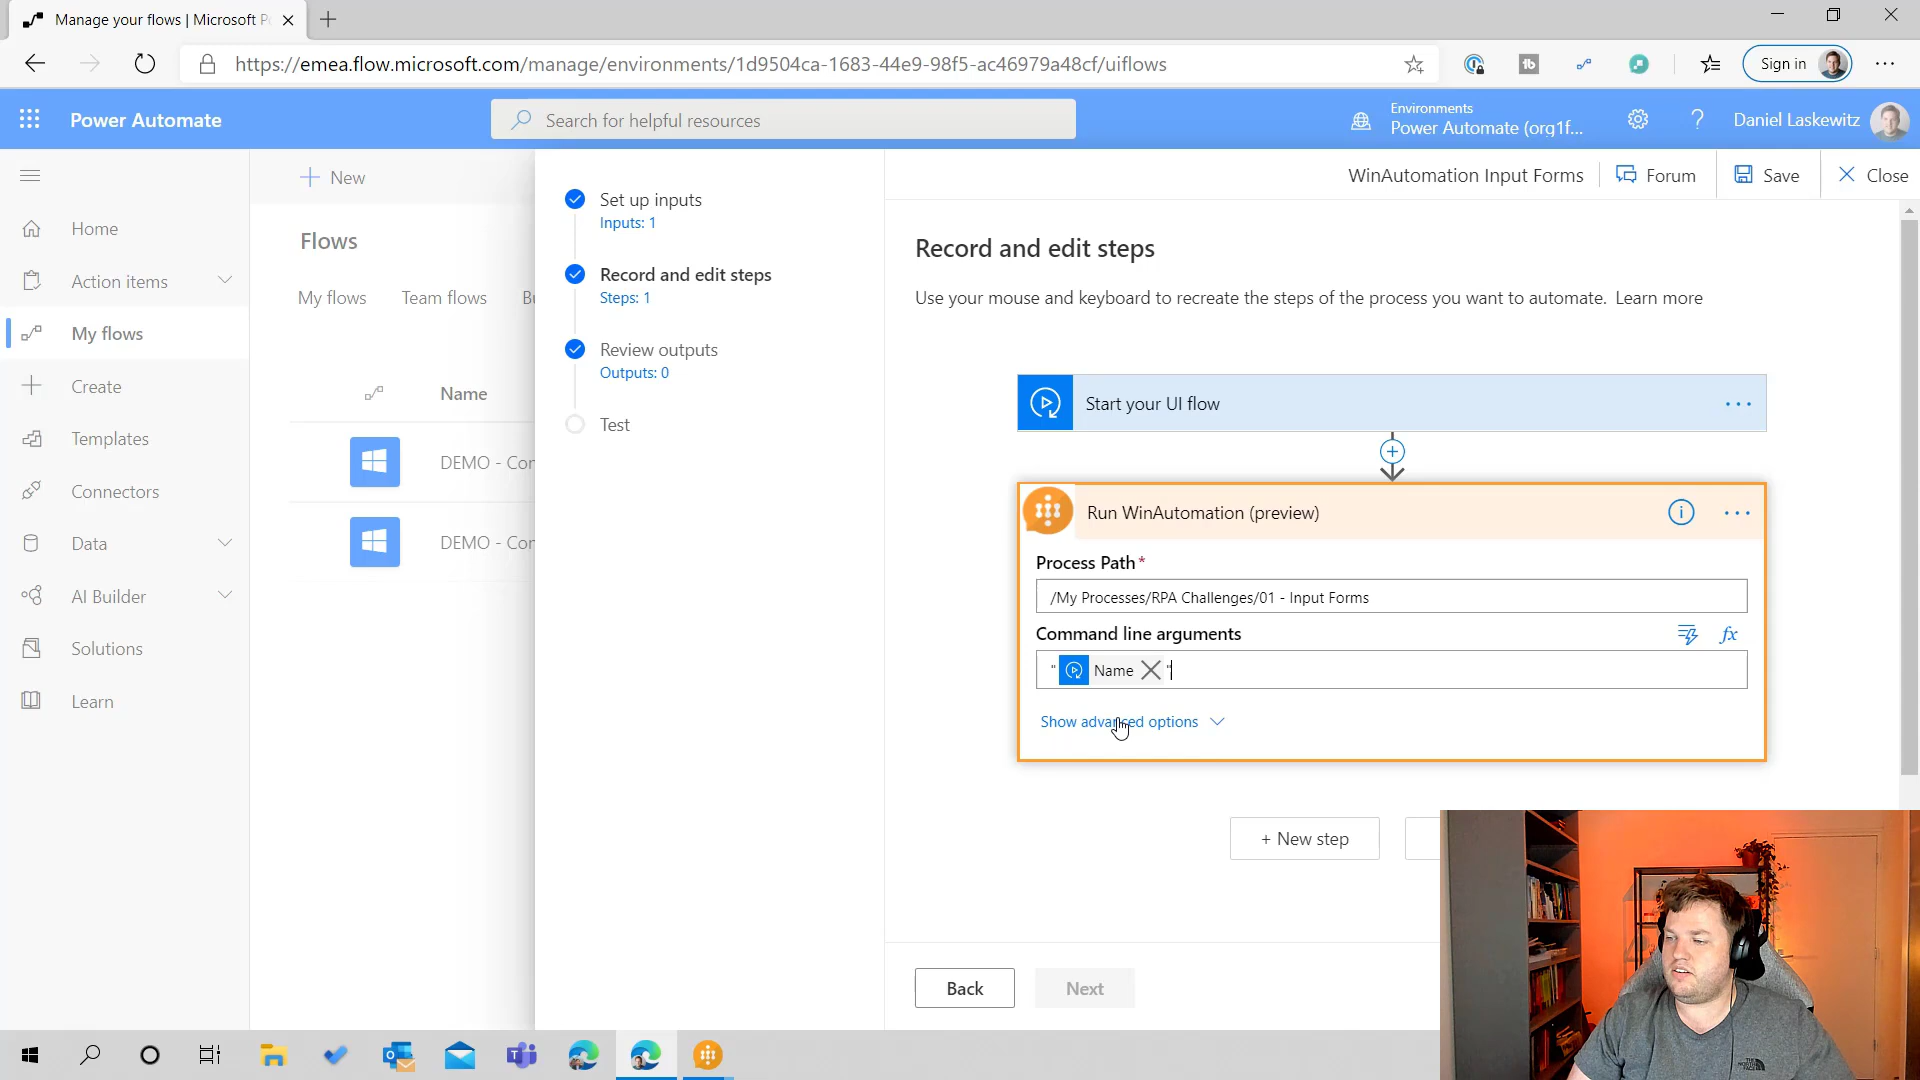 Manage your flows | Microsoft P
https://emea.flow.microsoft.com/manage/environments/1d9504ca-1683-44e9-98f5-ac46979a48cf/uiflows
Sign in
Power Automate
Search for helpful resources
Environments
Power Automate (org1f...
Daniel Laskewitz
Home
Action items
My flows
Create
Templates
Connectors
Data
AI Builder
Solutions
Learn
New
Flows
My flows
Team flows
Bu
Name
DEMO - Con
DEMO - Con
Set up inputs
Inputs: 1
Record and edit steps
Steps: 1
Review outputs
Outputs: 0
Test
WinAutomation Input Forms
Forum
Save
Close
Record and edit steps
Use your mouse and keyboard to recreate the steps of the process you want to automate. Learn more
Start your UI flow
Run WinAutomation (preview)
Process Path *
/My Processes/RPA Challenges/01 - Input Forms
Command line arguments
fx
" Name "
Show advanced options
+ New step
Back
Next